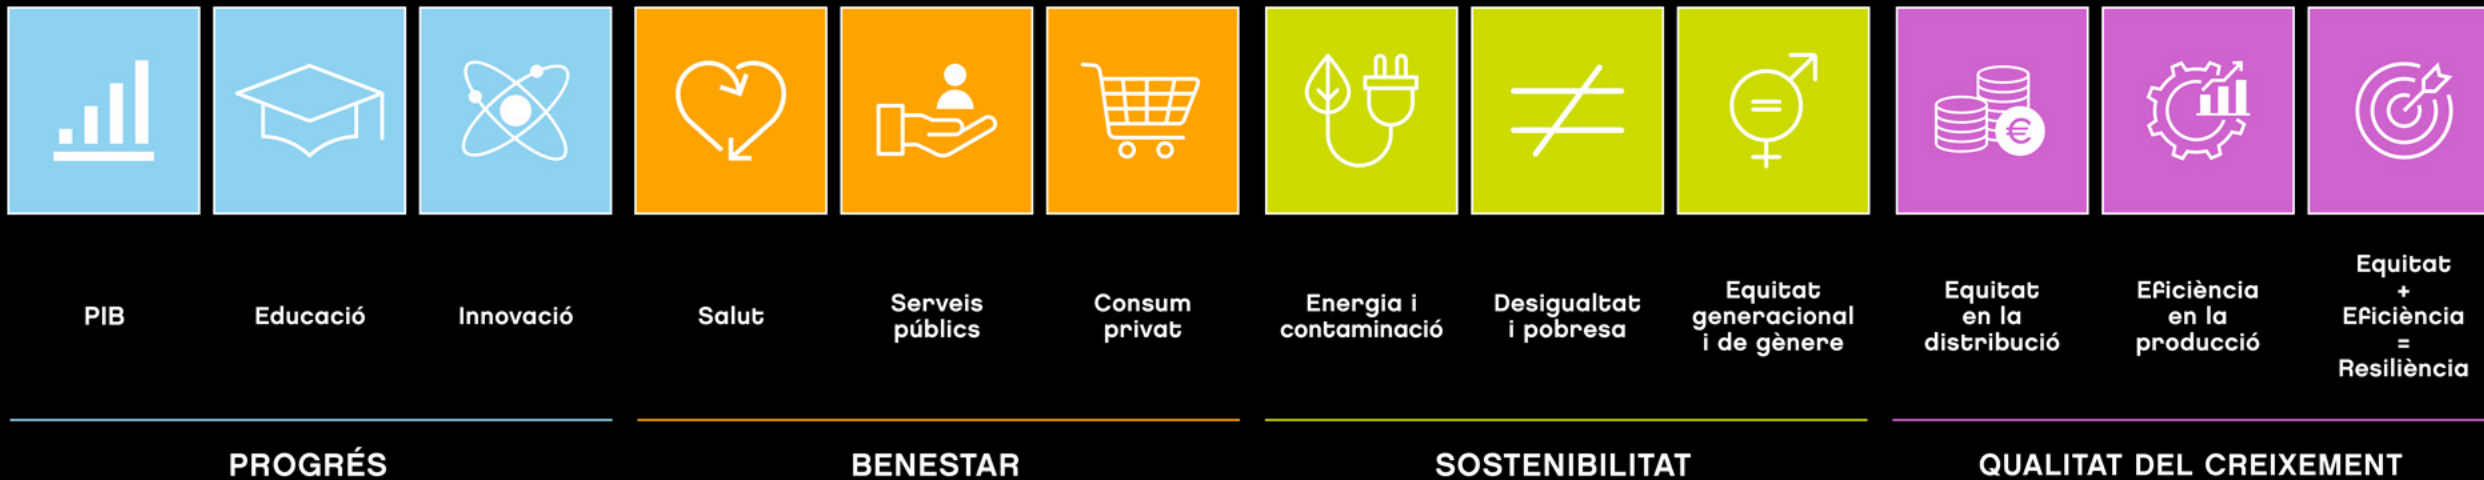 PIB
Educació
Innovació
Salut
Serveis
públics
Consum
privat
Energia i
contaminació
Desigualtat
i pobresa
Equitat
generacional
i de gènere
Equitat
en la
distribució
Eficiència
en la
producció
Equitat
+
Eficiència
=
Resiliència
PROGRÉS
BENESTAR
SOSTENIBILITAT
QUALITAT DEL CREIXEMENT